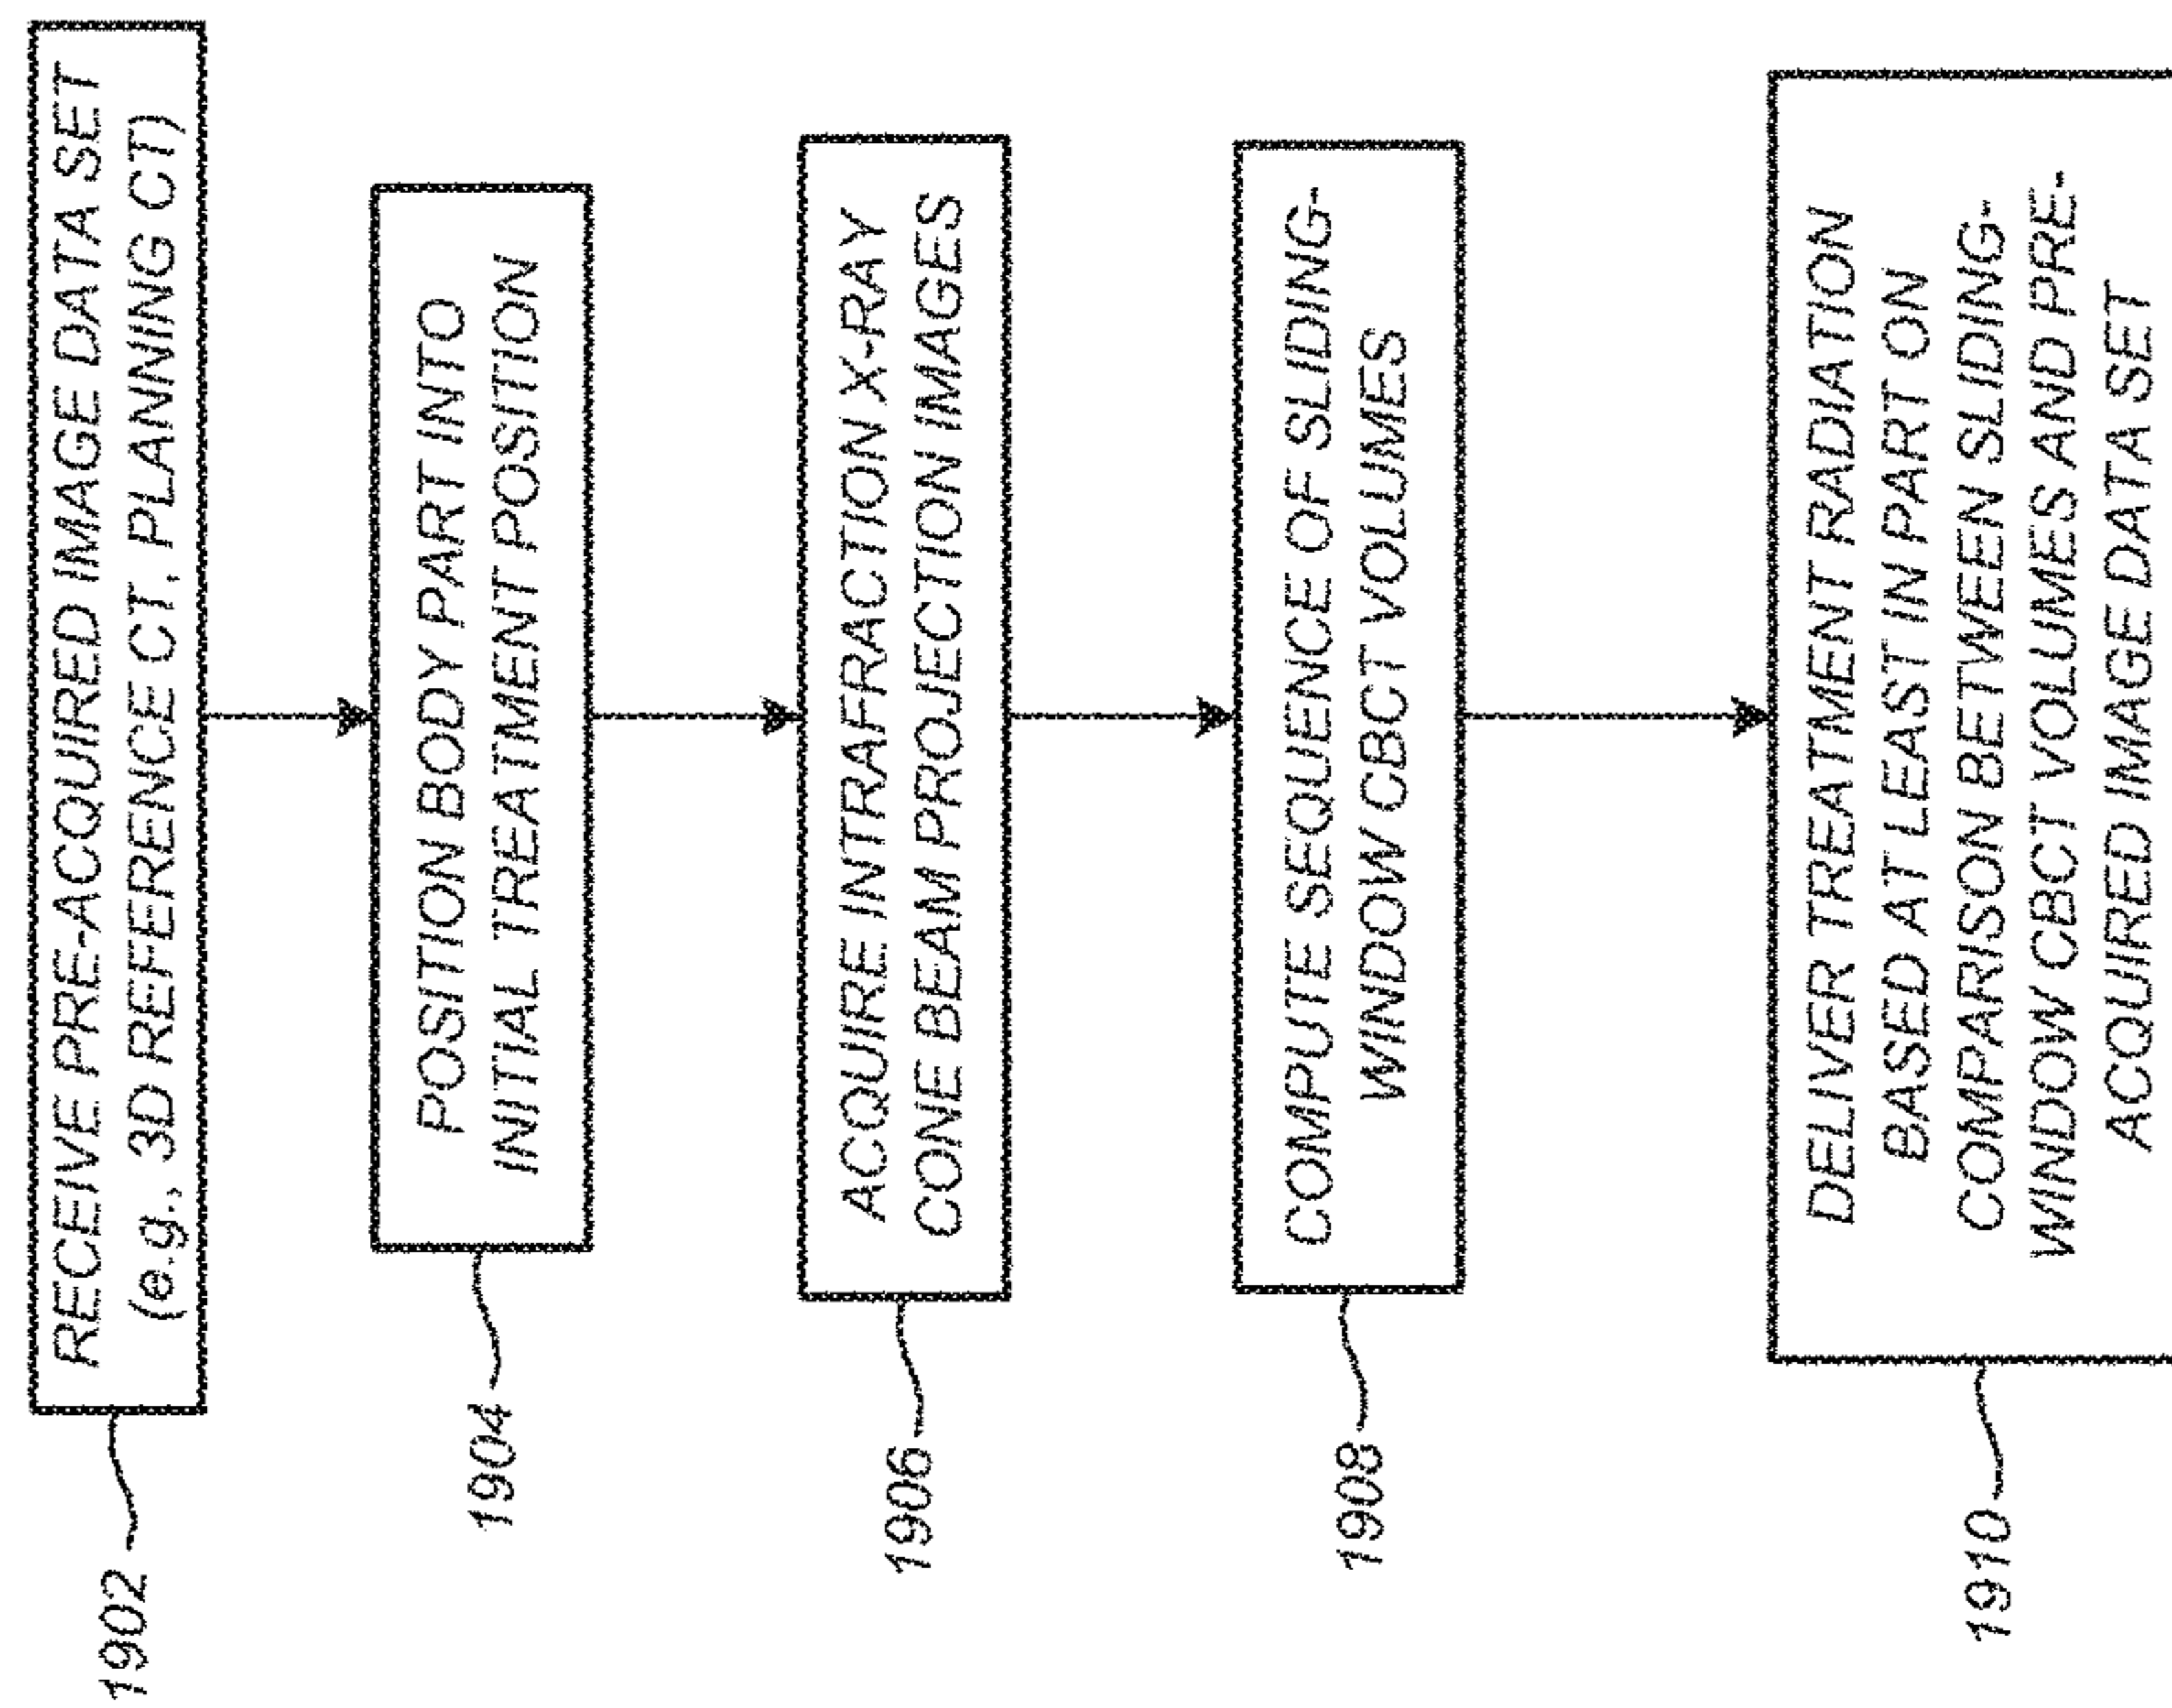 RECEIVE PRE-ACQUIRED IMAGE DATA SET
(e.g., 3D REFERENCE CT, PLANNING CT)
1902
POSITION BODY PART INTO
INITIAL TREATMENT POSITION
1904
ACQUIRE INTRAFRACTION X-RAY
CONE BEAM PROJECTION IMAGES
1906
COMPUTE SEQUENCE OF SLIDING-
WINDOW CBCT VOLUMES
1908
DELIVER TREATMENT RADIATION
BASED AT LEAST IN PART ON
COMPARISON BETWEEN SLIDING-
WINDOW CBCT VOLUMES AND PRE-
ACQUIRED IMAGE DATA SET
1910